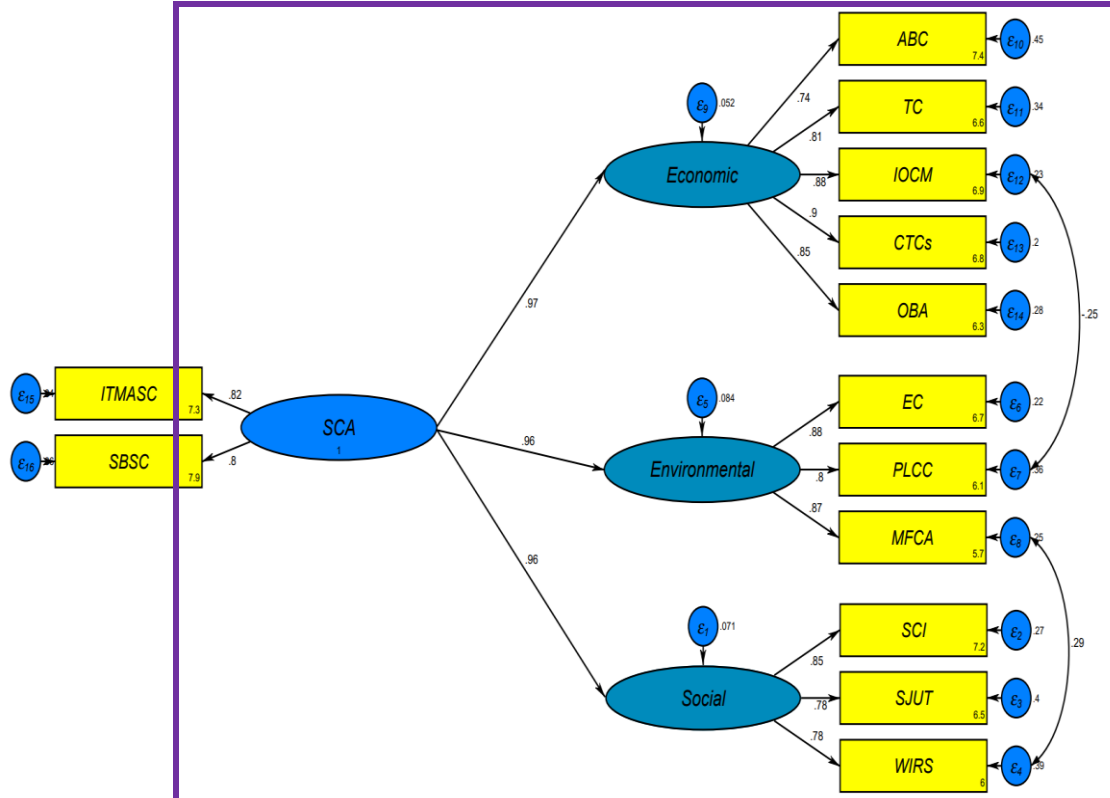 ABC
7.4
ε10
.45
.74
ε9
.052
TC
6.6
ε11
.34
.81
Economic
IOCM
6.9
ε12
.23
.88
CTCs
6.8
ε13
.2
.9
.85
OBA
6.3
ε14
.28
.97
-.25
ε15
ITMASC
7.3
.82
SCA
1
ε16
SBSC
7.9
.8
.96
.96
ε5
.084
EC
6.7
ε6
.22
.88
Environmental
PLCC
6.1
ε7
.36
.8
.87
MFCA
5.7
ε8
.25
ε1
.071
SCI
7.2
ε2
.27
.29
.85
Social
SJUT
6.5
ε3
.4
.78
.78
WIRS
6
ε4
.39